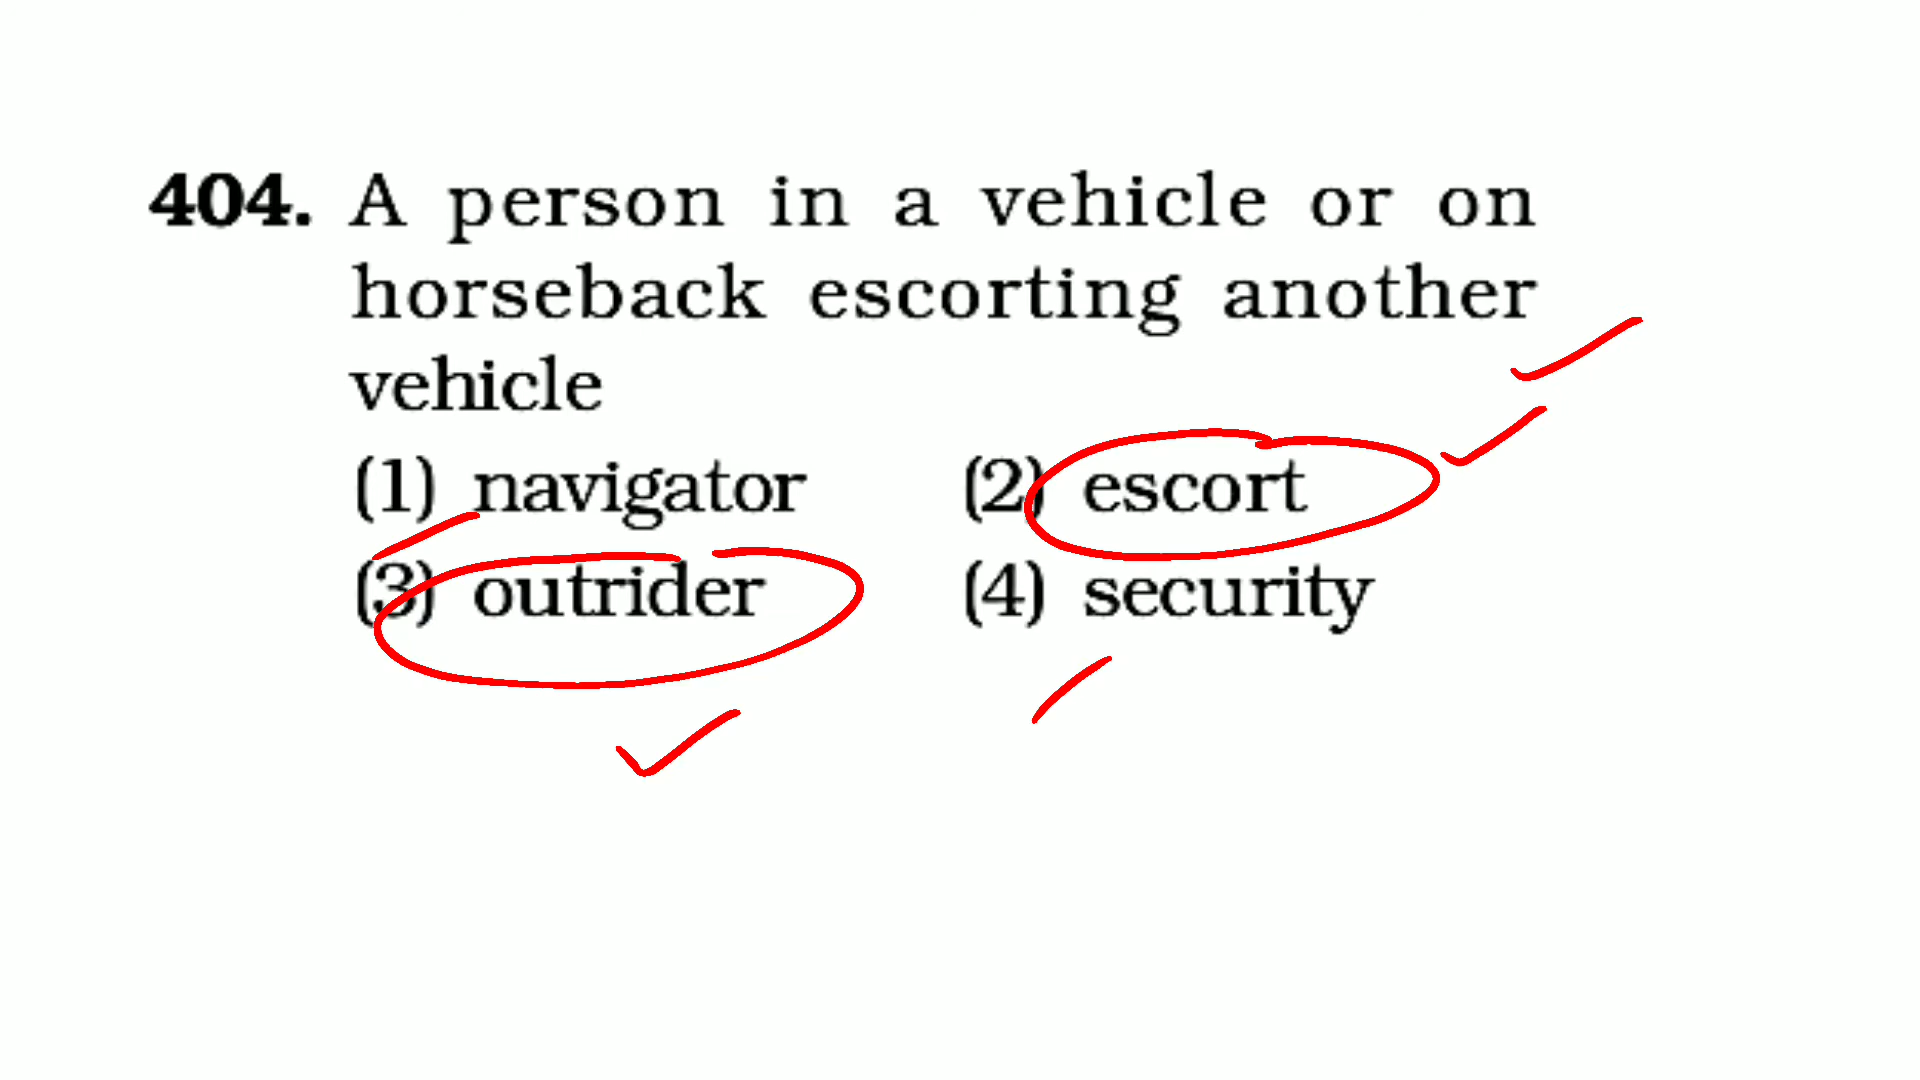 404. A person in a vehicle or on
horseback escorting another
vehicle
(1) navigator (2) escort
(3) outrider (4) security